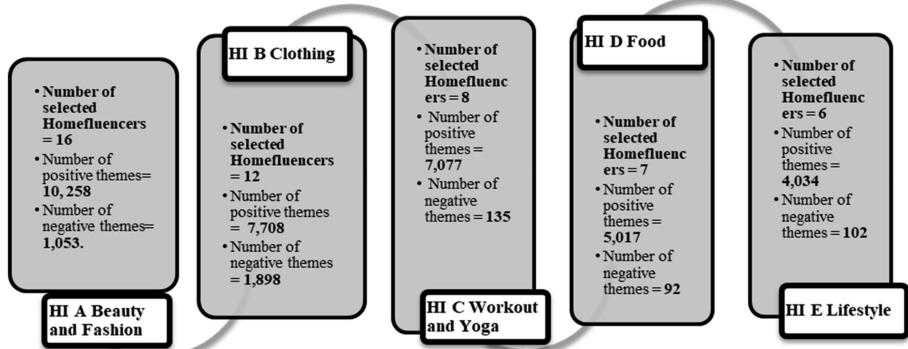 • Number of
selected
Homefluencers
= 16
• Number of
positive themes=
10, 258
• Number of
negative themes=
1,053.
HI A Beauty
and Fashion
HI B Clothing
• Number of
selected
Homefluencers
= 12
• Number of
positive themes
= 7,708
• Number of
negative themes
= 1,898
• Number of
selected
Homefluenc
ers = 8
• Number of
positive
themes =
7,077
• Number of
negative
themes = 135
HI C Workout
and Yoga
HI D Food
• Number of
selected
Homefluenc
ers = 7
• Number of
positive
themes =
5,017
• Number of
negative
themes = 92
• Number of
selected
Homefluenc
ers = 6
• Number of
positive
themes =
4,034
• Number of
negative
themes = 102
HI E Lifestyle